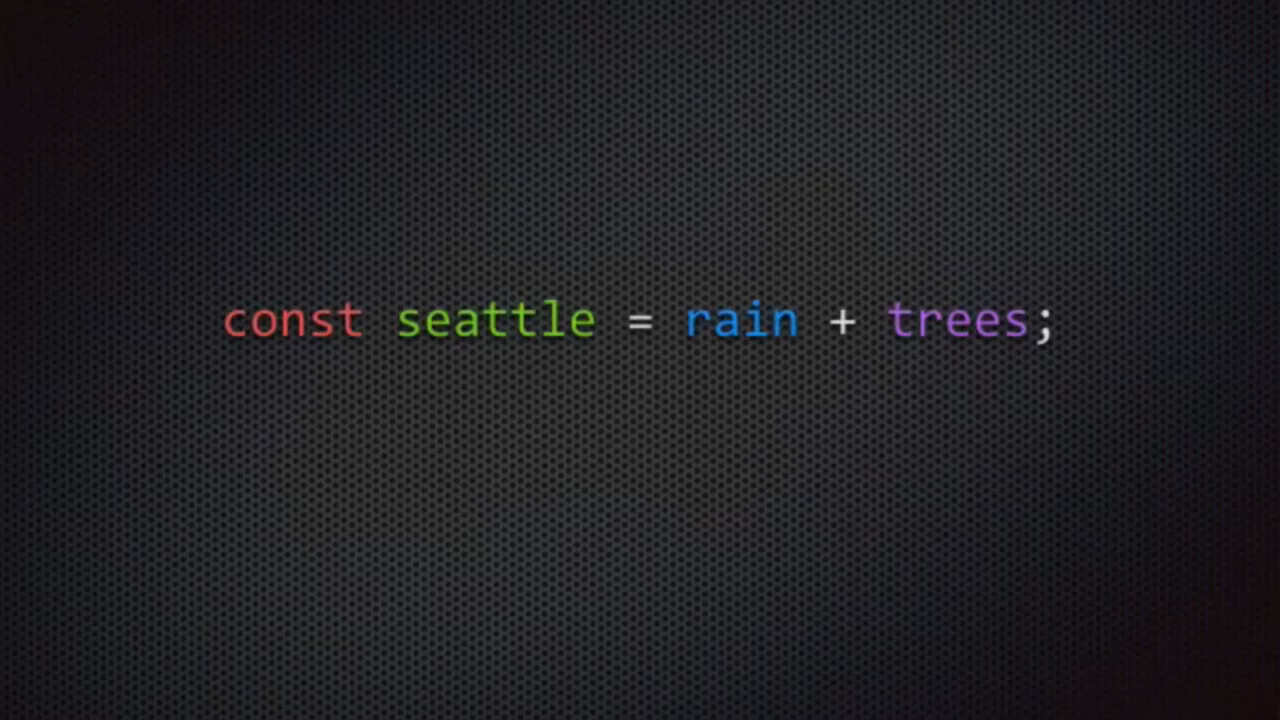 const seattle = rain + trees;